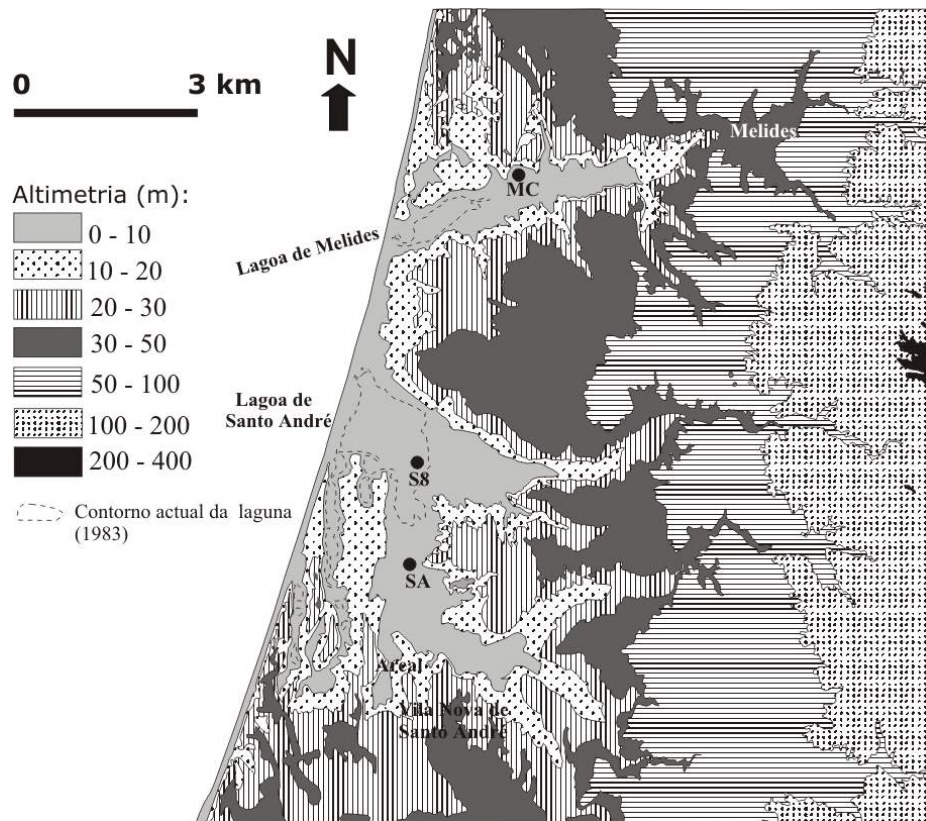 0 3 km
N
Altimetria (m):
0 - 10
10 - 20
20 - 30
30 - 50
50 - 100
100 - 200
200 - 400
Contorno actual da laguna
(1983)
Melides
MC
Lagoa de Melides
Lagoa de
Santo André
S8
SA
Areal
Vila Nova de
Santo André